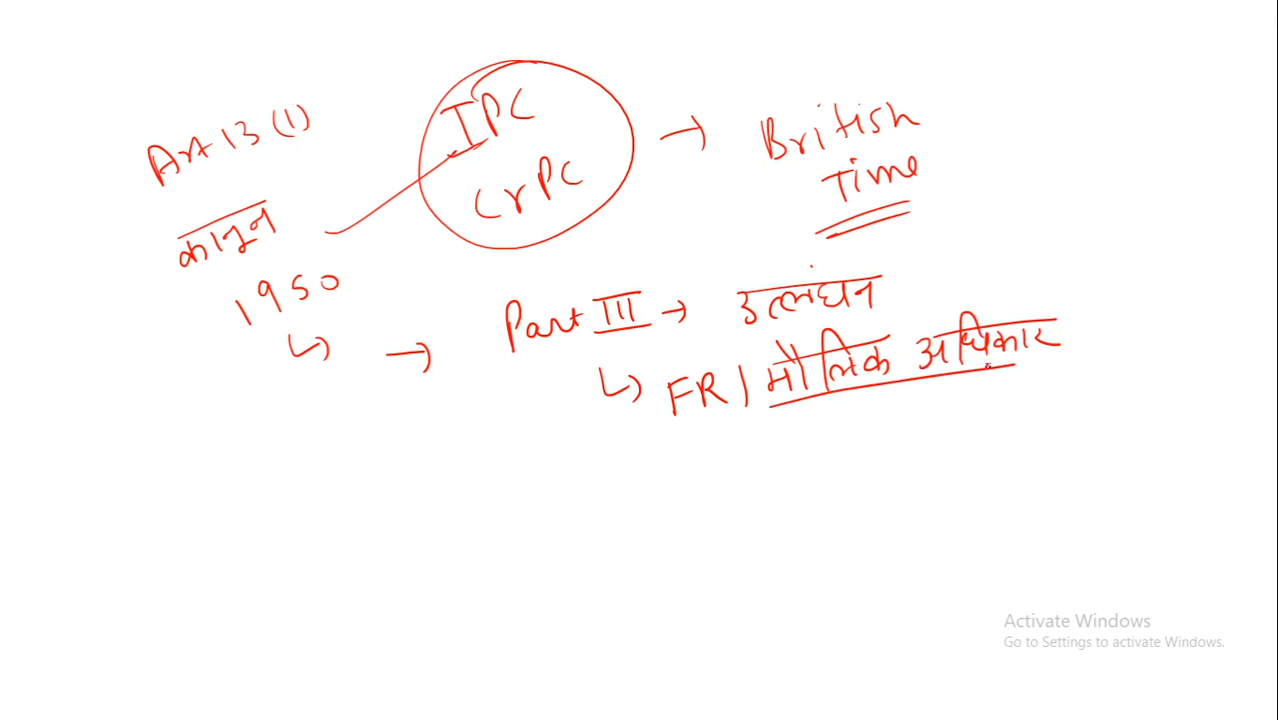 Art 13 (1)
IPC
CrPC
→ British
Time
कानून
1950
↳ → Part III → उल्लंघन
↳ FR | मौलिक अधिकार
Activate Windows
Go to Settings to activate Windows.